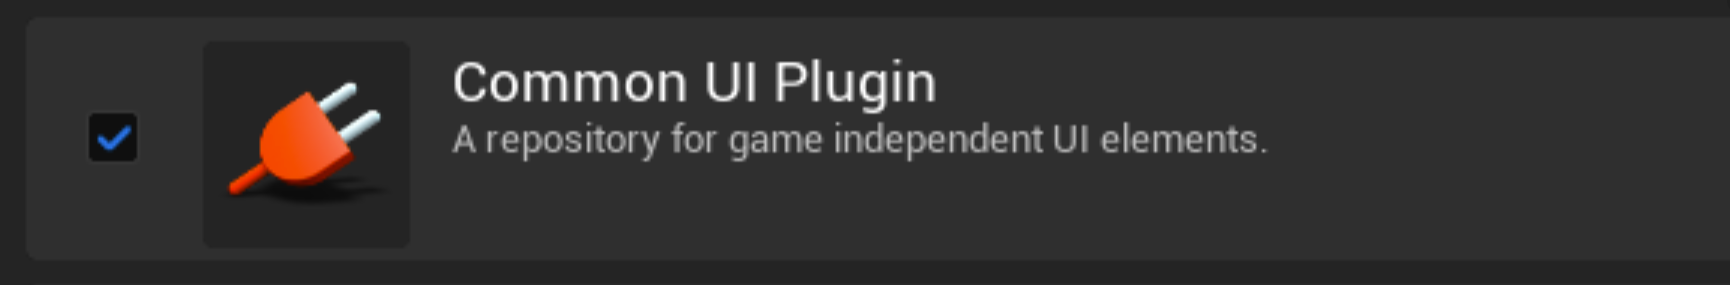 Common UI Plugin
A repository for game independent UI elements.